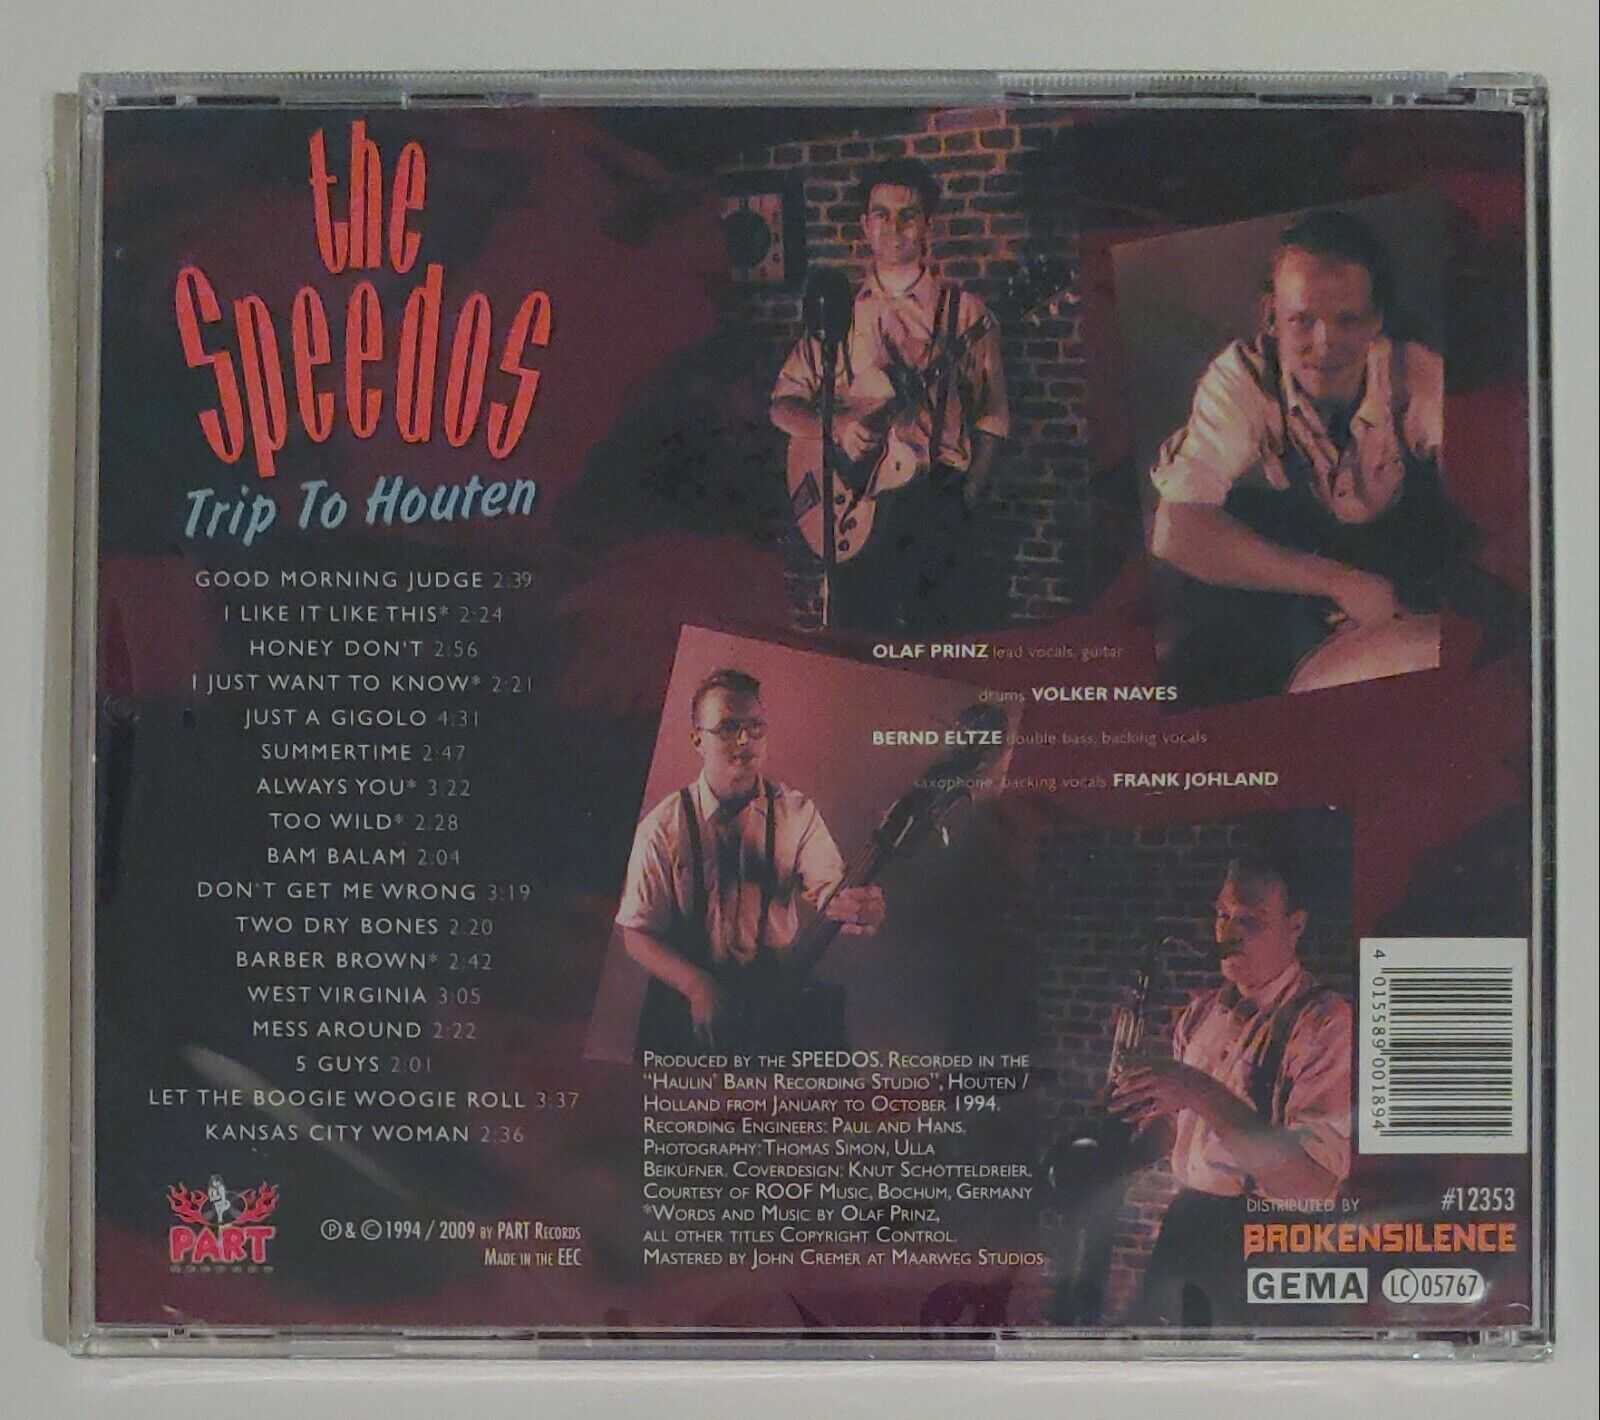 the
Speedos
Trip To Houten
GOOD MORNING JUDGE 2:39
I LIKE IT LIKE THIS* 2:24
HONEY DON'T 2:56
I JUST WANT TO KNOW* 2:21
JUST A GIGOLO 4:31
SUMMERTIME 2:47
ALWAYS YOU* 3:22
TOO WILD* 2:28
BAM BALAM 2:04
DON'T GET ME WRONG 3:19
TWO DRY BONES 2:20
BARBER BROWN* 2:42
WEST VIRGINIA 3:05
MESS AROUND 2:22
5 GUYS 2:01
LET THE BOOGIE WOOGIE ROLL 3:37
KANSAS CITY WOMAN 2:36
PART
RECORDS
℗ & © 1994 / 2009 BY PART RECORDS
MADE IN THE EEC
OLAF PRINZ lead vocals, guitar
drums VOLKER NAVES
BERND ELTZE double bass, backing vocals
saxophone, backing vocals FRANK JOHLAND
PRODUCED BY THE SPEEDOS. RECORDED IN THE
"HAULIN' BARN RECORDING STUDIO", HOUTEN /
HOLLAND FROM JANUARY TO OCTOBER 1994.
RECORDING ENGINEERS: PAUL AND HANS.
PHOTOGRAPHY: THOMAS SIMON, ULLA
BEIKÜFNER. COVERDESIGN: KNUT SCHÖTTELDREIER.
COURTESY OF ROOF MUSIC, BOCHUM, GERMANY
*WORDS AND MUSIC BY OLAF PRINZ,
ALL OTHER TITLES COPYRIGHT CONTROL.
MASTERED BY JOHN CREMER AT MAARWEG STUDIOS
4 015589 001894
DISTRIBUTED BY
#12353
BROKENSILENCE
GEMA
LC 05767